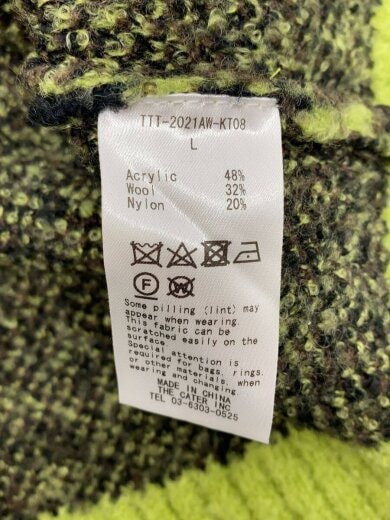 TTT-2021AW-KT08
L
Acrylic 48%
Wool 32%
Nylon 20%
F W
Some pilling (lint) may
appear when wearing
This fabric can be
scratched easily on the
surface
Special attention is
required for bags, rings,
or other materials, when
wearing and changing.
MADE IN CHINA
THE CATER INC
TEL 03-6303-0525